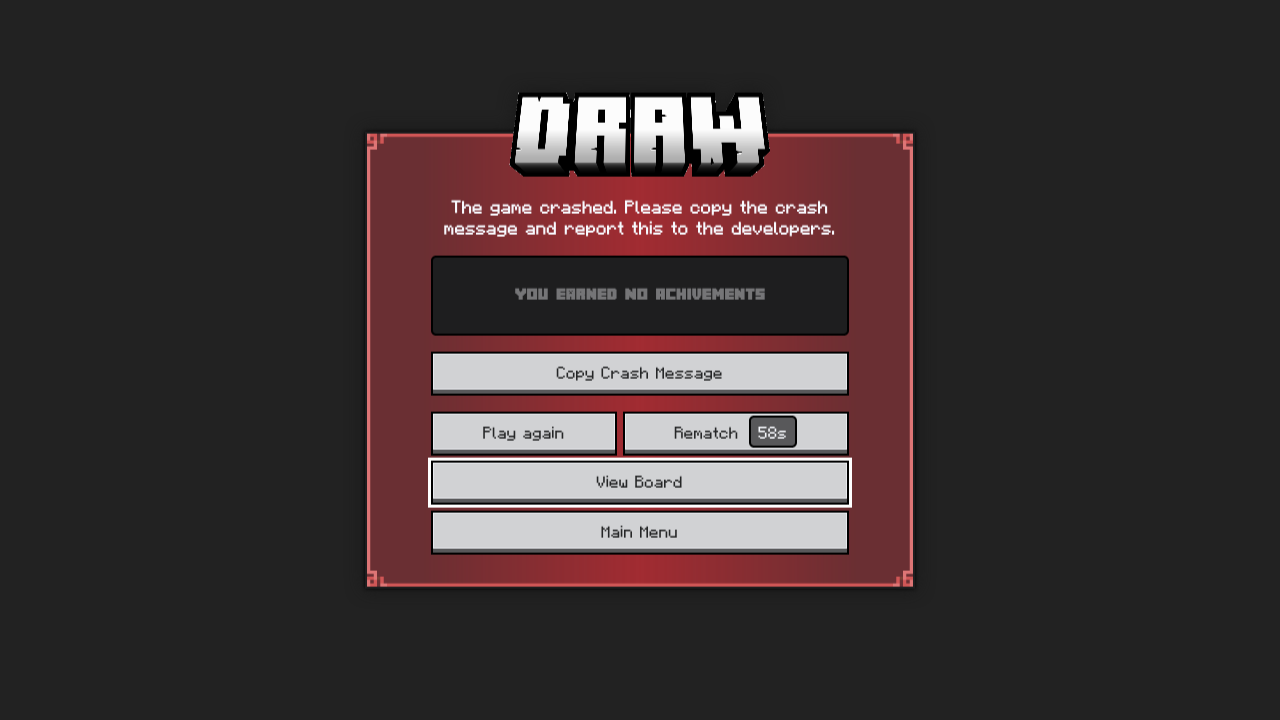 DRAW
The game crashed. Please copy the crash
message and report this to the developers.
YOU EARNED NO ACHIVEMENTS
Copy Crash Message
Play again
Rematch 58s
View Board
Main Menu